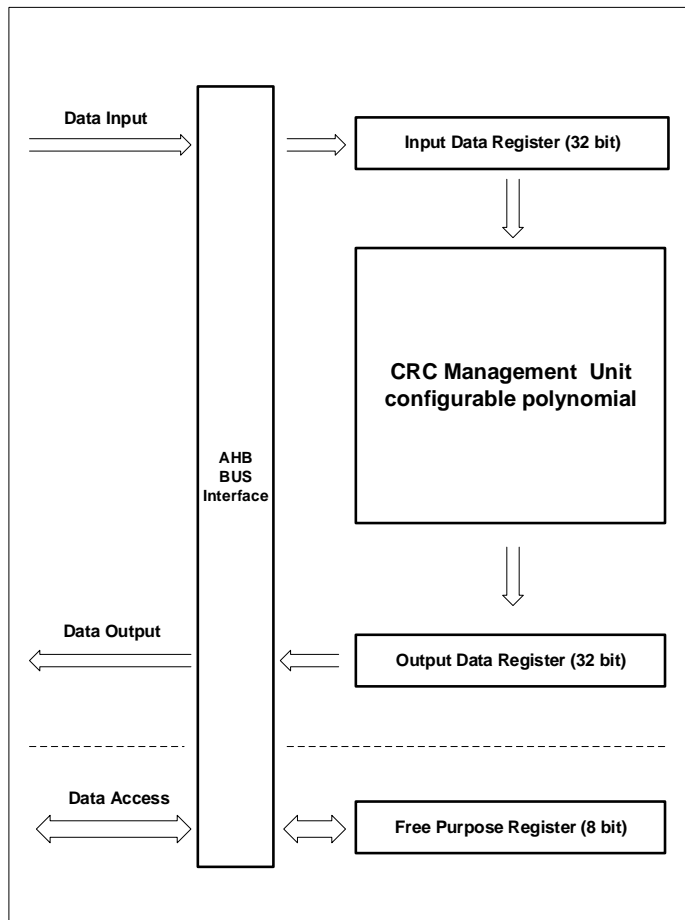 Data Input
Input Data Register (32 bit)
CRC Management Unit
configurable polynomial
AHB
BUS
Interface
Data Output
Output Data Register (32 bit)
Data Access
Free Purpose Register (8 bit)